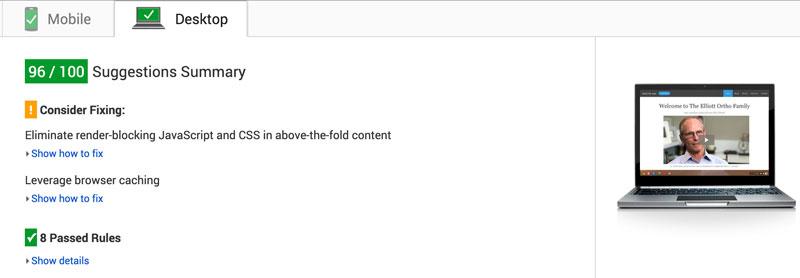 Mobile
Desktop
96 / 100 Suggestions Summary
! Consider Fixing:
Eliminate render-blocking JavaScript and CSS in above-the-fold content
Show how to fix
Leverage browser caching
Show how to fix
8 Passed Rules
Show details
Welcome to The Elliott Ortho Family